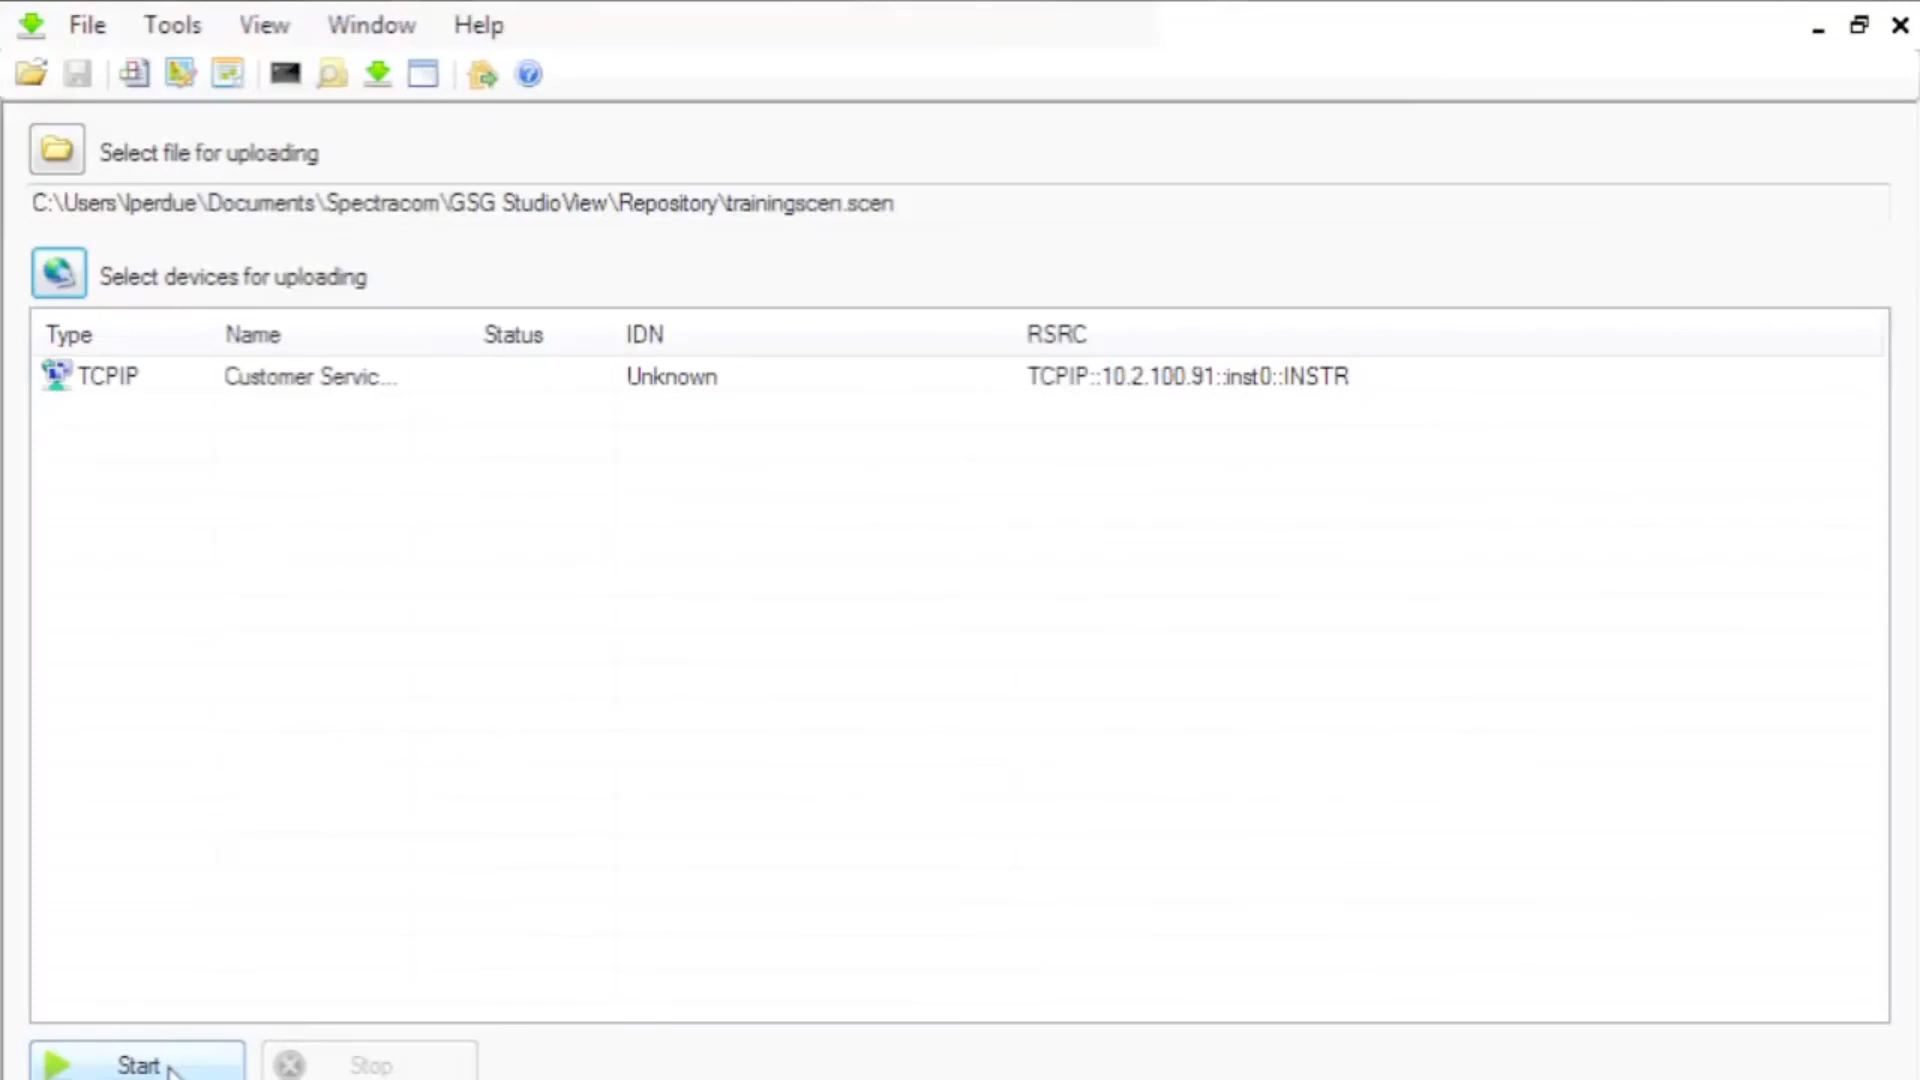 File Tools View Window Help
Select file for uploading
C:\Users\lperdue\Documents\Spectracom\GSG StudioView\Repository\trainingscen.scen
Select devices for uploading
Type Name Status IDN RSRC
TCPIP Customer Servic... Unknown TCPIP::10.2.100.91::inst0::INSTR
Start Stop